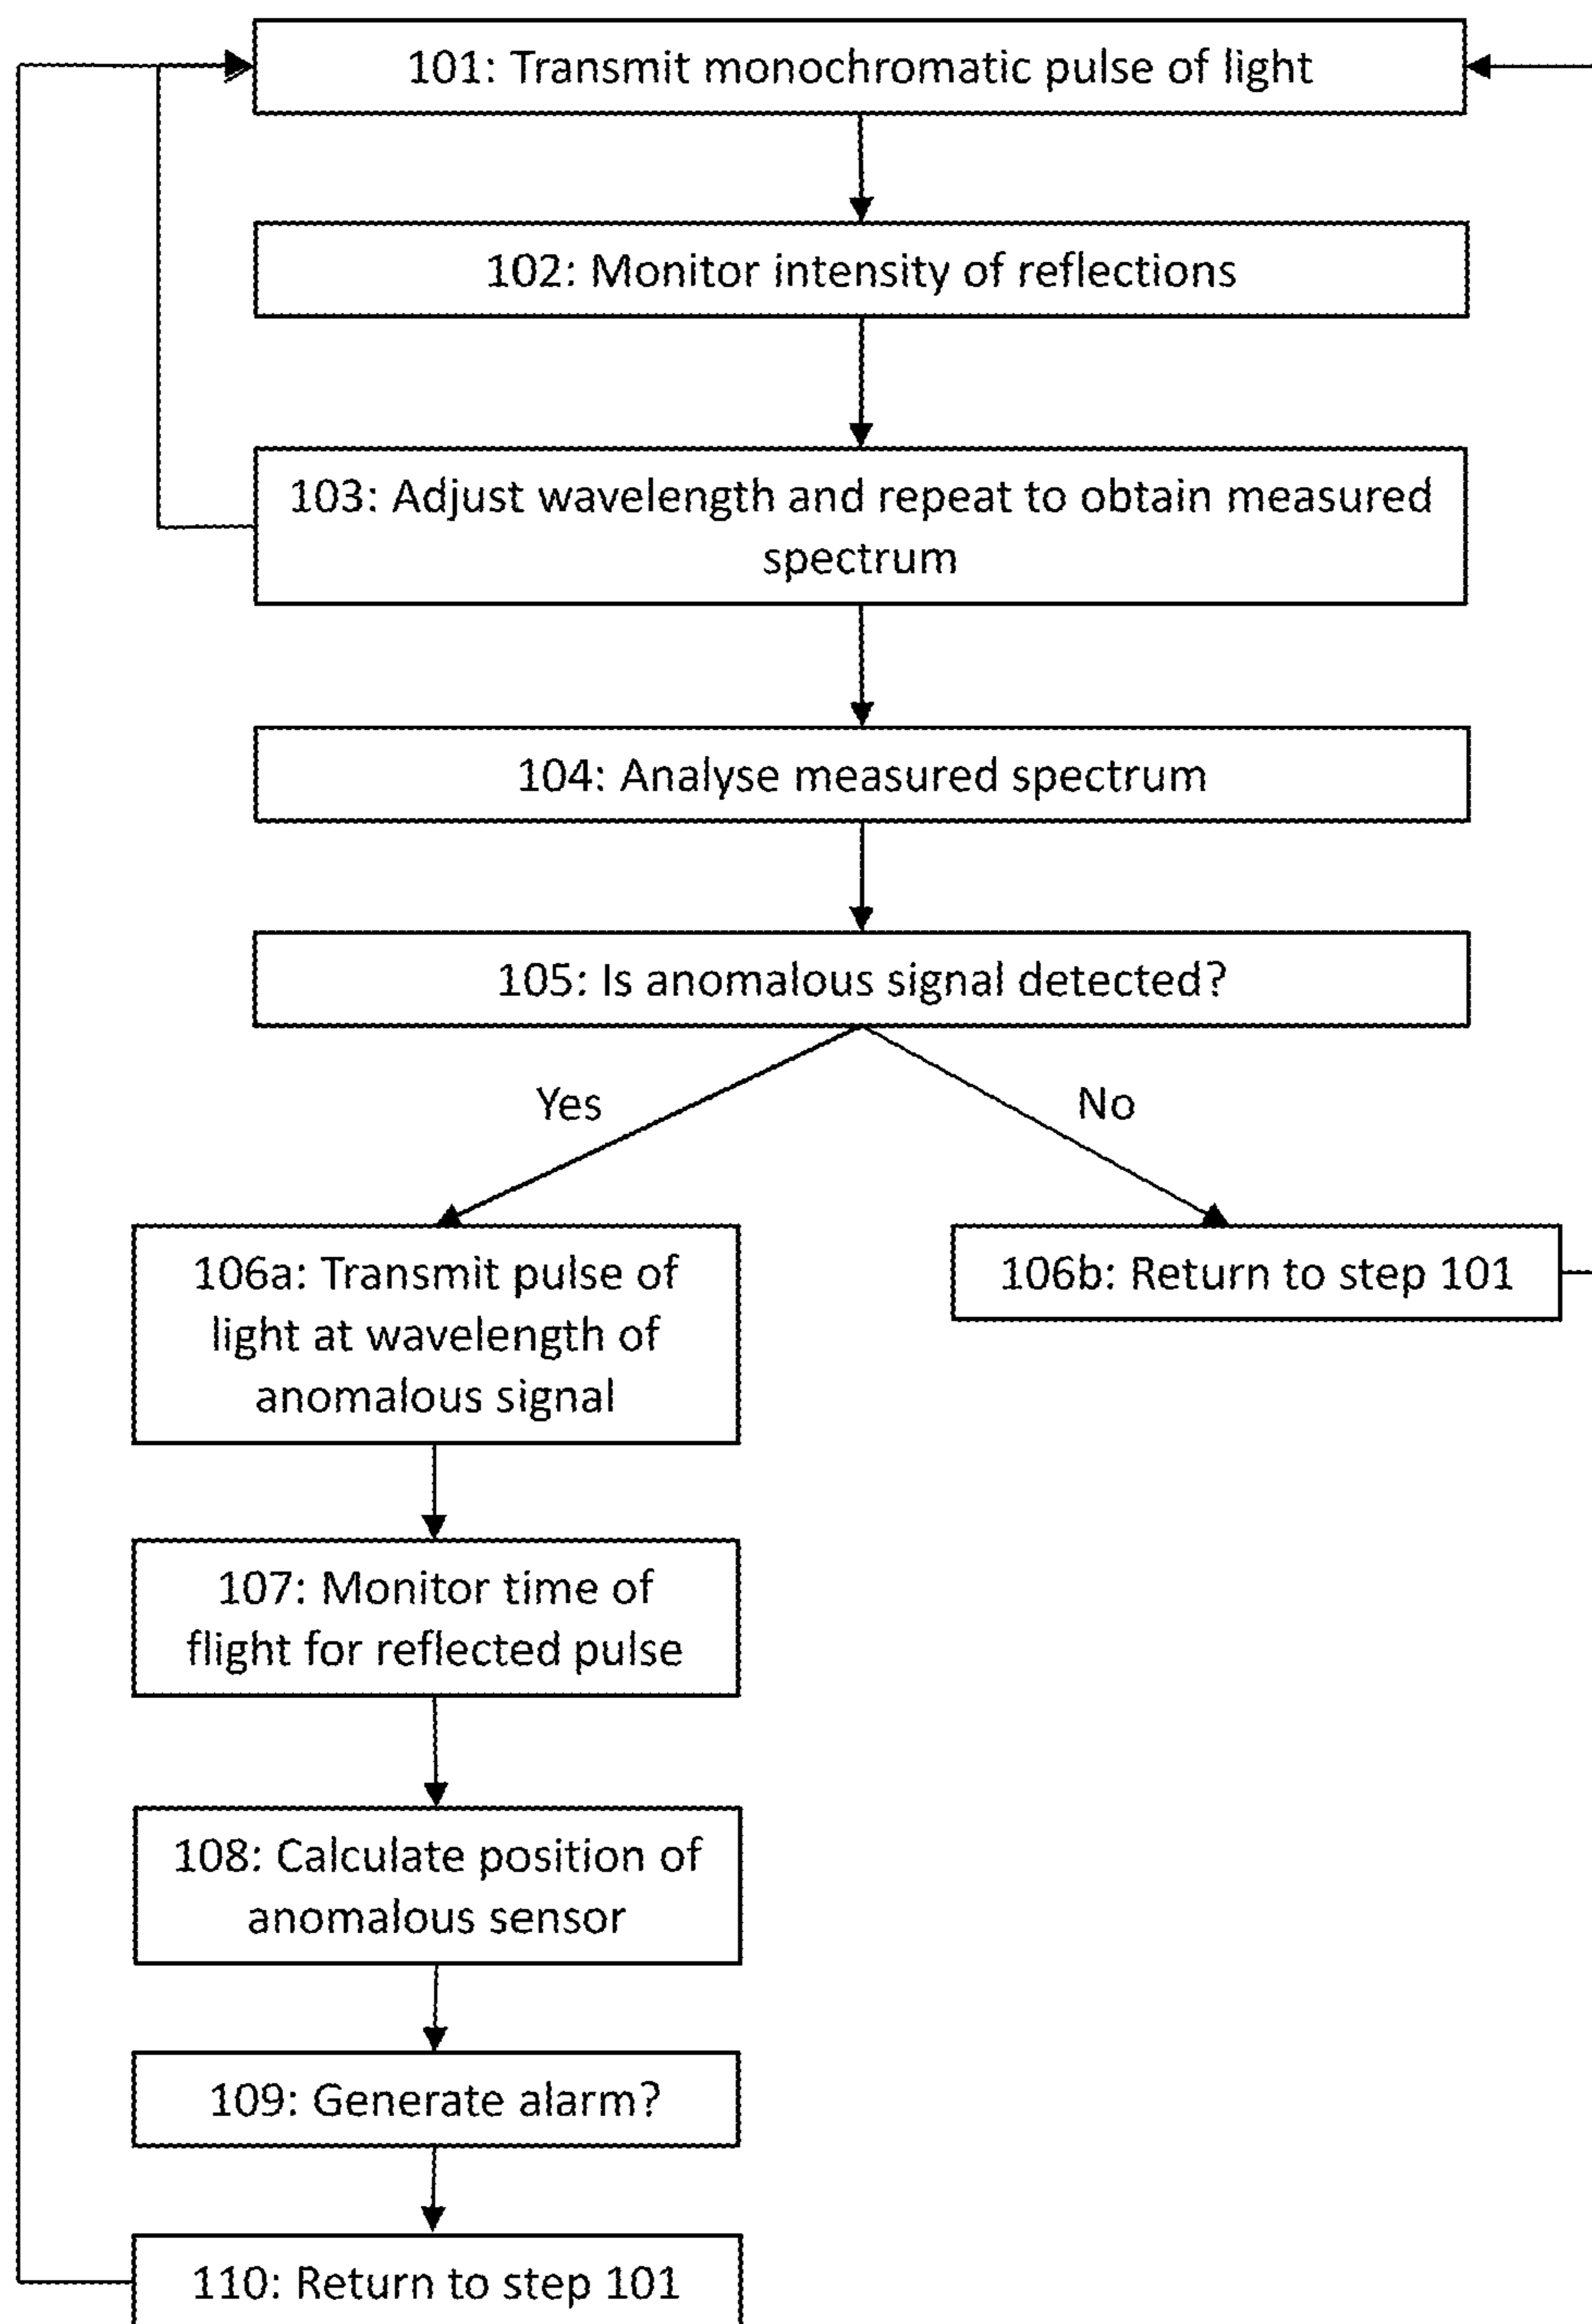 101: Transmit monochromatic pulse of light
102: Monitor intensity of reflections
103: Adjust wavelength and repeat to obtain measured
spectrum
104: Analyse measured spectrum
105: Is anomalous signal detected?
Yes
No
106a: Transmit pulse of
light at wavelength of
anomalous signal
106b: Return to step 101
107: Monitor time of
flight for reflected pulse
108: Calculate position of
anomalous sensor
109: Generate alarm?
110: Return to step 101